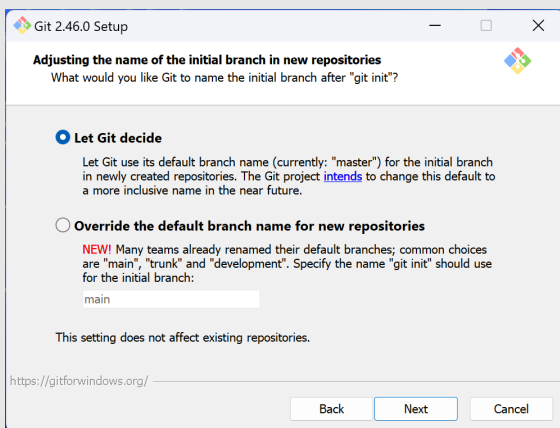 Git 2.46.0 Setup
Adjusting the name of the initial branch in new repositories
What would you like Git to name the initial branch after "git init"?
Let Git decide
Let Git use its default branch name (currently: "master") for the initial branch
in newly created repositories. The Git project intends to change this default to
a more inclusive name in the near future.
Override the default branch name for new repositories
NEW! Many teams already renamed their default branches; common choices
are "main", "trunk" and "development". Specify the name "git init" should use
for the initial branch:
main
This setting does not affect existing repositories.
https://gitforwindows.org/
Back Next Cancel